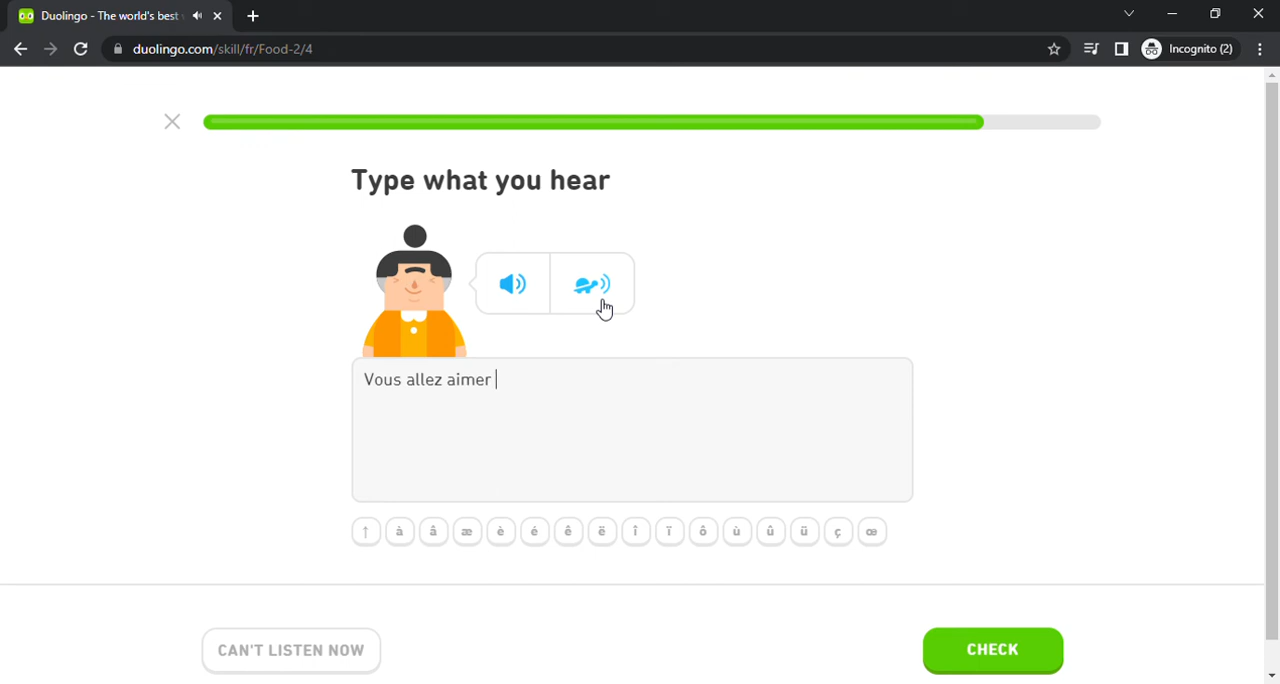 Duolingo - The world's best
duolingo.com/skill/fr/Food-2/4
Incognito (2)
Type what you hear
Vous allez aimer
↑ à â æ è é ê ë î ï ô ù û ü ç œ
CAN'T LISTEN NOW
CHECK